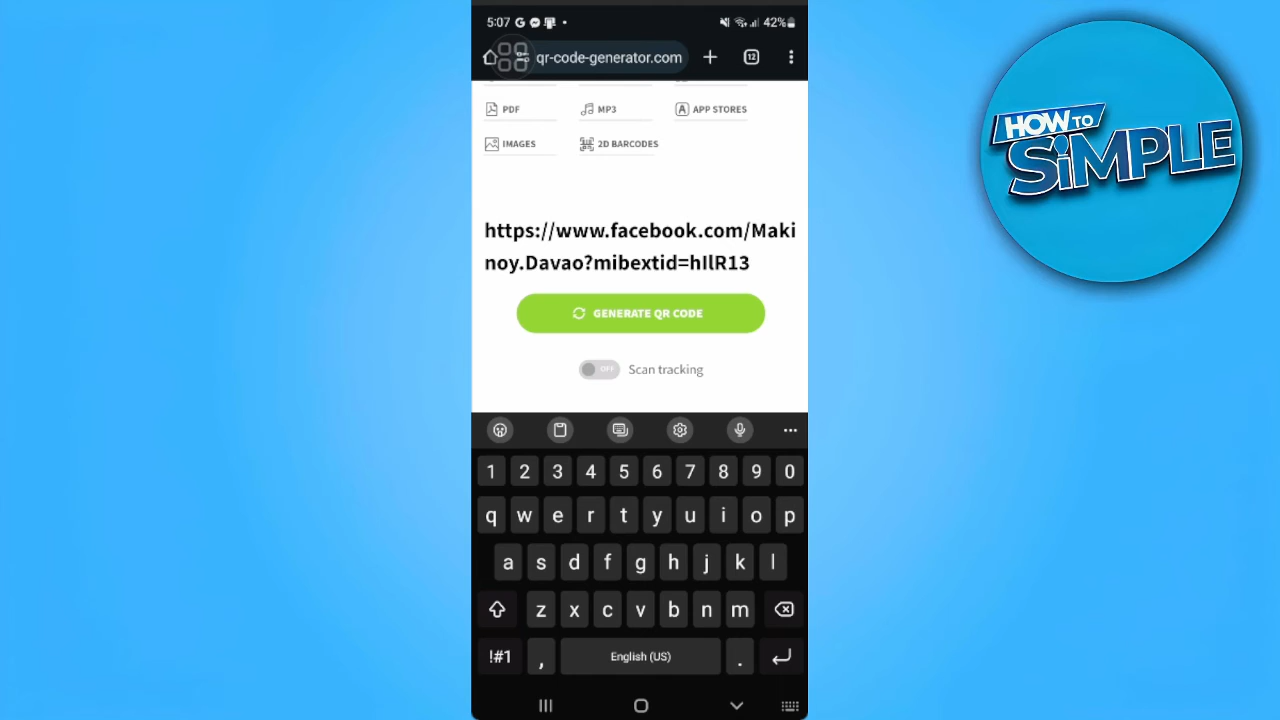 5:07 G 42%
qr-code-generator.com 12
PDF MP3 APP STORES
IMAGES 2D BARCODES
https://www.facebook.com/Maki
noy.Davao?mibextid=hIlR13
GENERATE QR CODE
OFF Scan tracking
1 2 3 4 5 6 7 8 9 0
q w e r t y u i o p
a s d f g h j k l
z x c v b n m
!#1 , English (US) .
HOW TO
SiMPLE